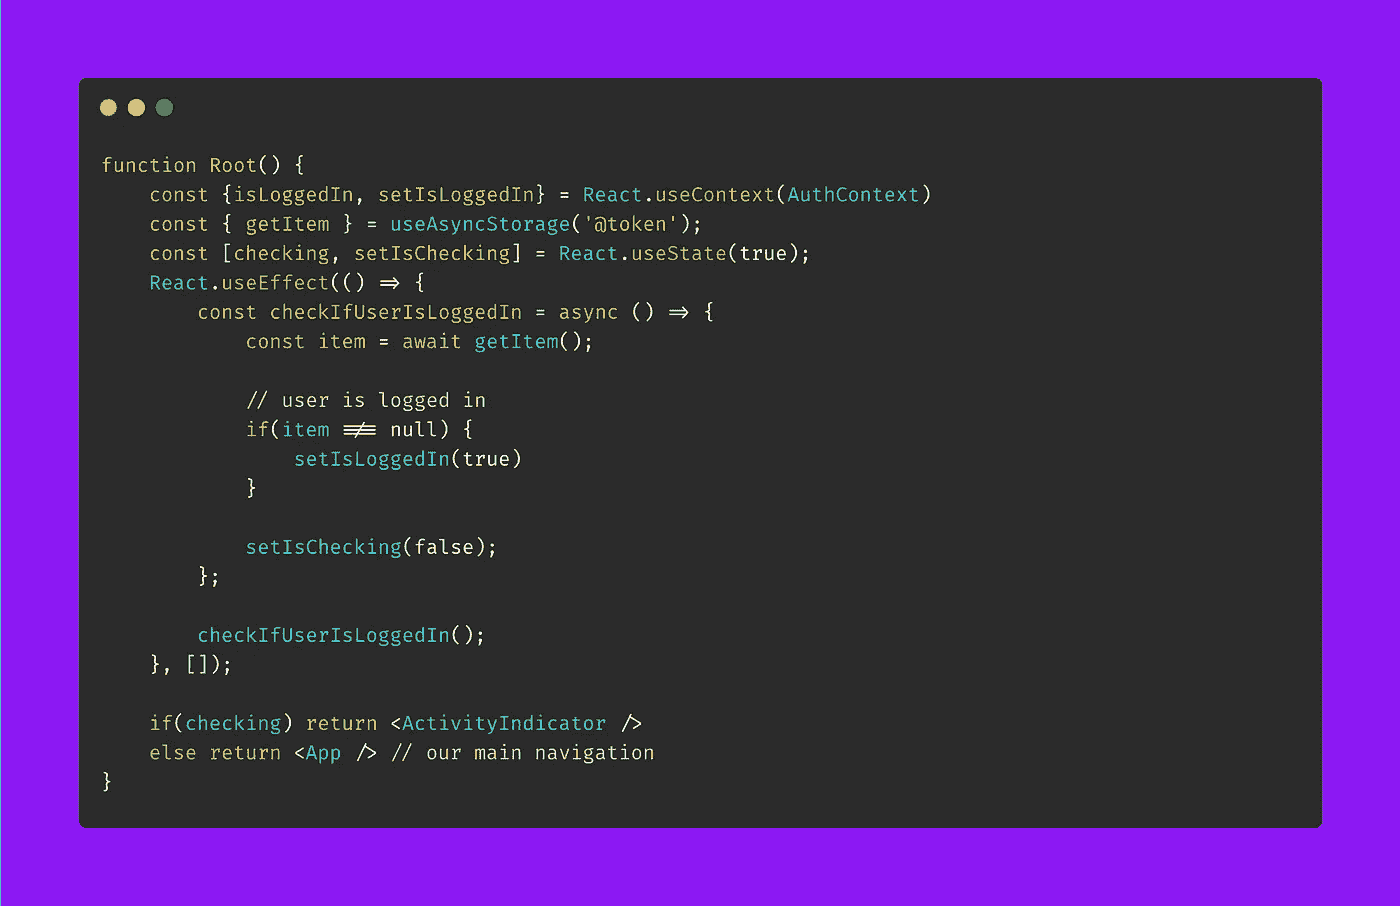 function Root() {
    const {isLoggedIn, setIsLoggedIn} = React.useContext(AuthContext)
    const { getItem } = useAsyncStorage('@token');
    const [checking, setIsChecking] = React.useState(true);
    React.useEffect(() => {
        const checkIfUserIsLoggedIn = async () => {
            const item = await getItem();

            // user is logged in
            if(item !== null) {
                setIsLoggedIn(true)
            }

            setIsChecking(false);
        };

        checkIfUserIsLoggedIn();
    }, []);

    if(checking) return <ActivityIndicator />
    else return <App /> // our main navigation
}